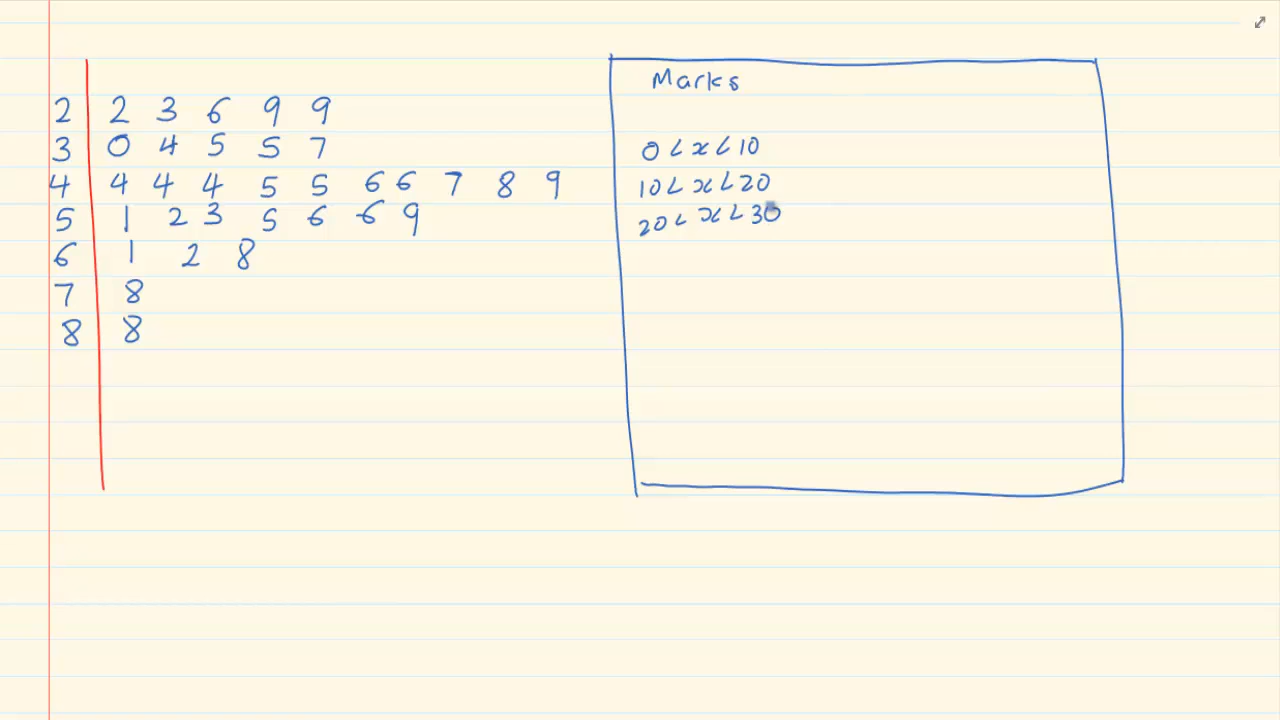 2 2 3 6 9 9
3 0 4 5 5 7
4 4 4 4 5 5 6 6 7 8 9
5 1 2 3 5 6 6 9
6 1 2 8
7 8
8 8
Marks
0 < x < 10
10 < x < 20
20 < x < 30